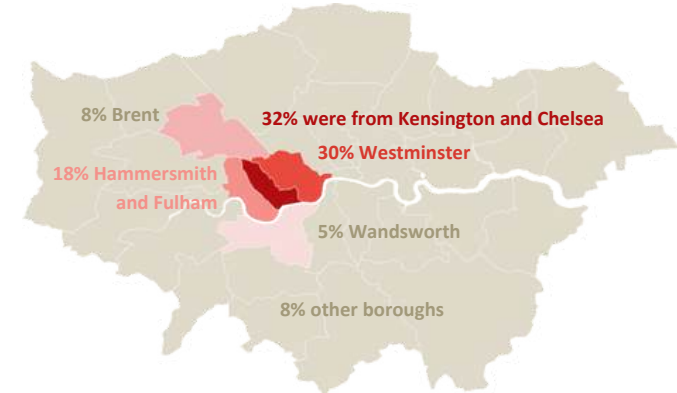 8% Brent
32% were from Kensington and Chelsea
30% Westminster
18% Hammersmith
and Fulham
5% Wandsworth
8% other boroughs